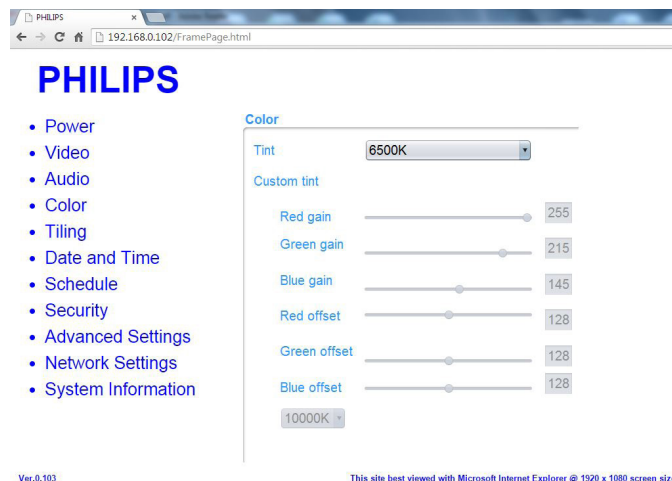 PHILIPS
192.168.0.102/FramePage.html
PHILIPS
Power
Video
Audio
Color
Tiling
Date and Time
Schedule
Security
Advanced Settings
Network Settings
System Information
Color
Tint 6500K
Custom tint
Red gain 255
Green gain 215
Blue gain 145
Red offset 128
Green offset 128
Blue offset 128
10000K
Ver.0.103
This site best viewed with Microsoft Internet Explorer @ 1920 x 1080 screen size